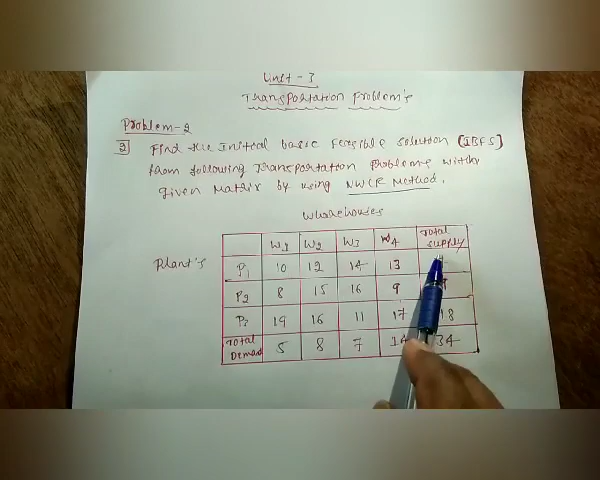 Unit - 3
Transportation Problem's
Problem-2
2 Find the Initial basic feasible solution [IBFS]
from following Transportation Problems with
given Matrix by using NWCR Method.
Warehouses
W1 W2 W3 W4 Total Supply
Plant's
P1 10 12 14 13
P2 8 15 16 9
P3 19 16 11 17 18
Total Demand 5 8 7 34